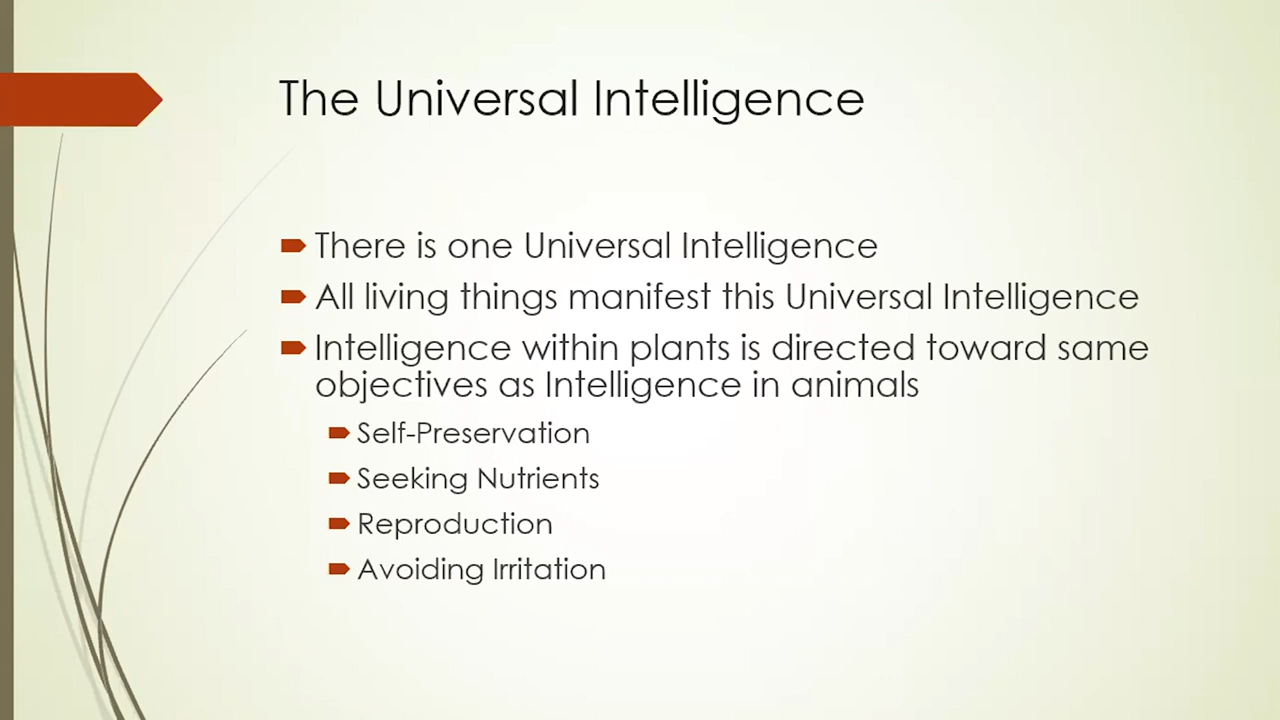 The Universal Intelligence
There is one Universal Intelligence
All living things manifest this Universal Intelligence
Intelligence within plants is directed toward same
objectives as Intelligence in animals
Self-Preservation
Seeking Nutrients
Reproduction
Avoiding Irritation